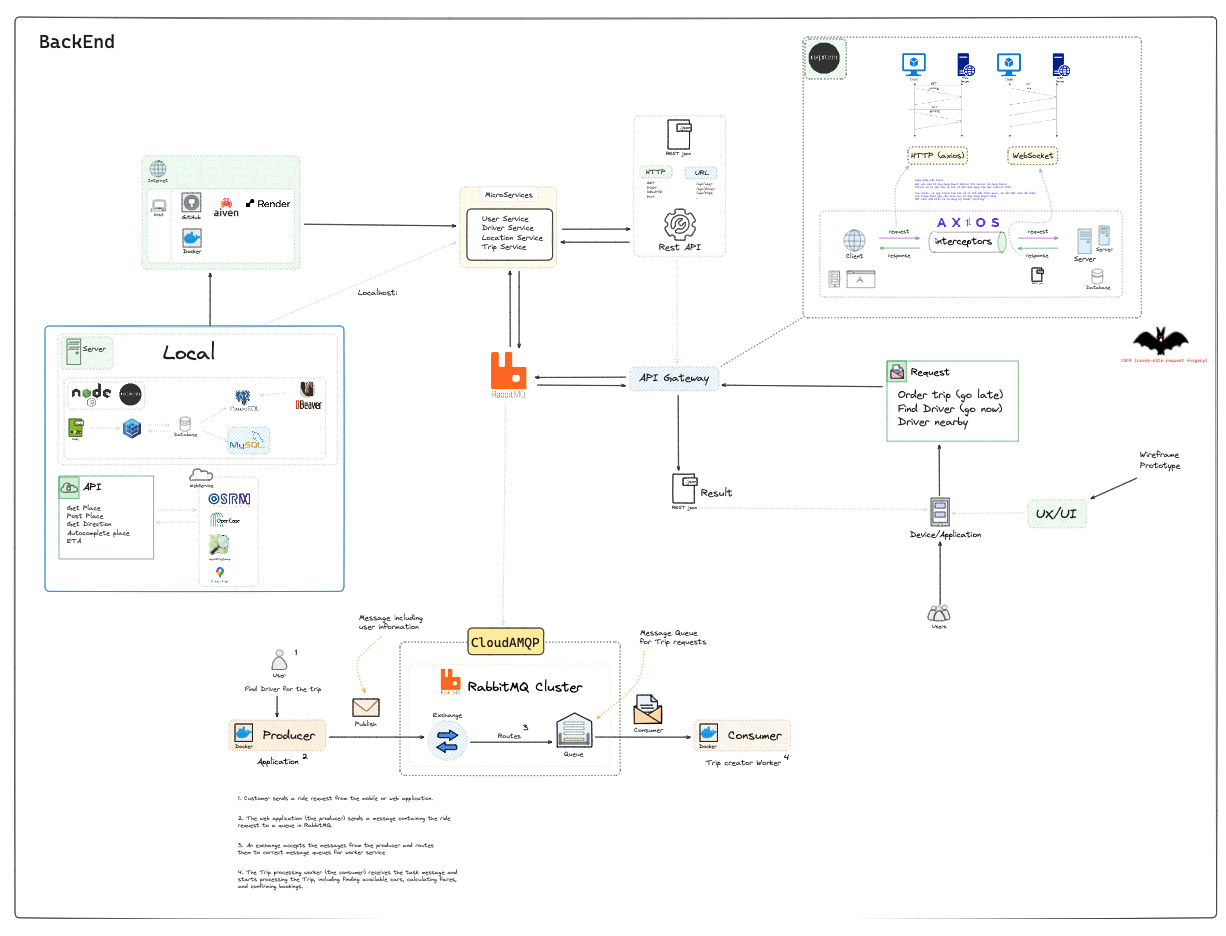 BackEnd
express
HTTP (axios)
WebSocket
AXIOS
interceptors
request
response
request
response
Client
Server
Server
Database
Internet
GitHub
aiven
Render
Docker
MicroServices
User Service
Driver Service
Location Service
Trip Service
REST json
HTTP
URL
GET
POST
DELETE
PUT
Rest API
Localhost:
CSFR (cross-site request forgery)
Server
Local
node
express
DBeaver
Database
MySQL
API
Get Place
Post Place
Get Direction
Autocomplete place
ETA
WebService
OSRM
OpenCage
RabbitMQ
API Gateway
Request
Order trip (go late)
Find Driver (go now)
Driver nearby
Wireframe
Prototype
UX/UI
Result
REST json
Device/Application
Users
Message including
user information
CloudAMQP
Message Queue
for Trip requests
1
User
Find Driver for the trip
RabbitMQ Cluster
Exchange
Publish
Routes
3
Queue
Consumer
Docker
Producer
Application
2
Docker
Consumer
Trip creator Worker
4
1. Customer sends a ride request from the mobile or web application.
2. The web application (the producer) sends a message containing the ride
request to a queue in RabbitMQ.
3. An exchange accepts the messages from the producer and routes
them to correct message queues for worker service
4. The Trip processing worker (the consumer) receives the task message and
starts processing the Trip, including finding available cars, calculating fiares,
and confirming bookings.